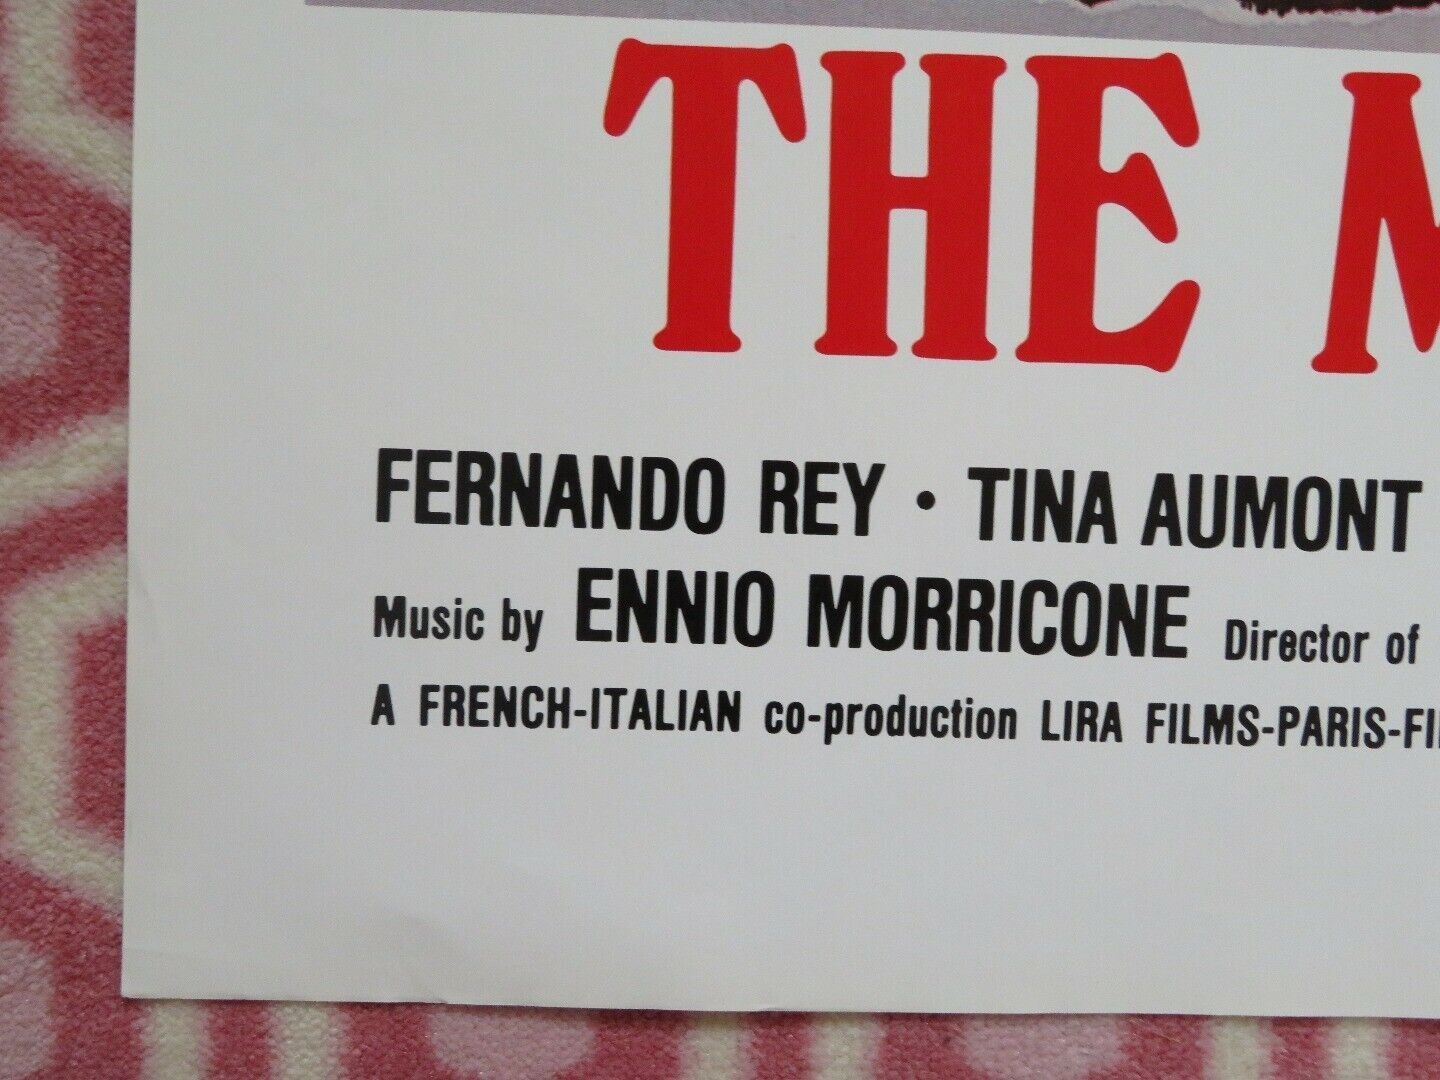 THE M
FERNANDO REY • TINA AUMONT
Music by ENNIO MORRICONE Director of
A FRENCH-ITALIAN co-production LIRA FILMS-PARIS-FI